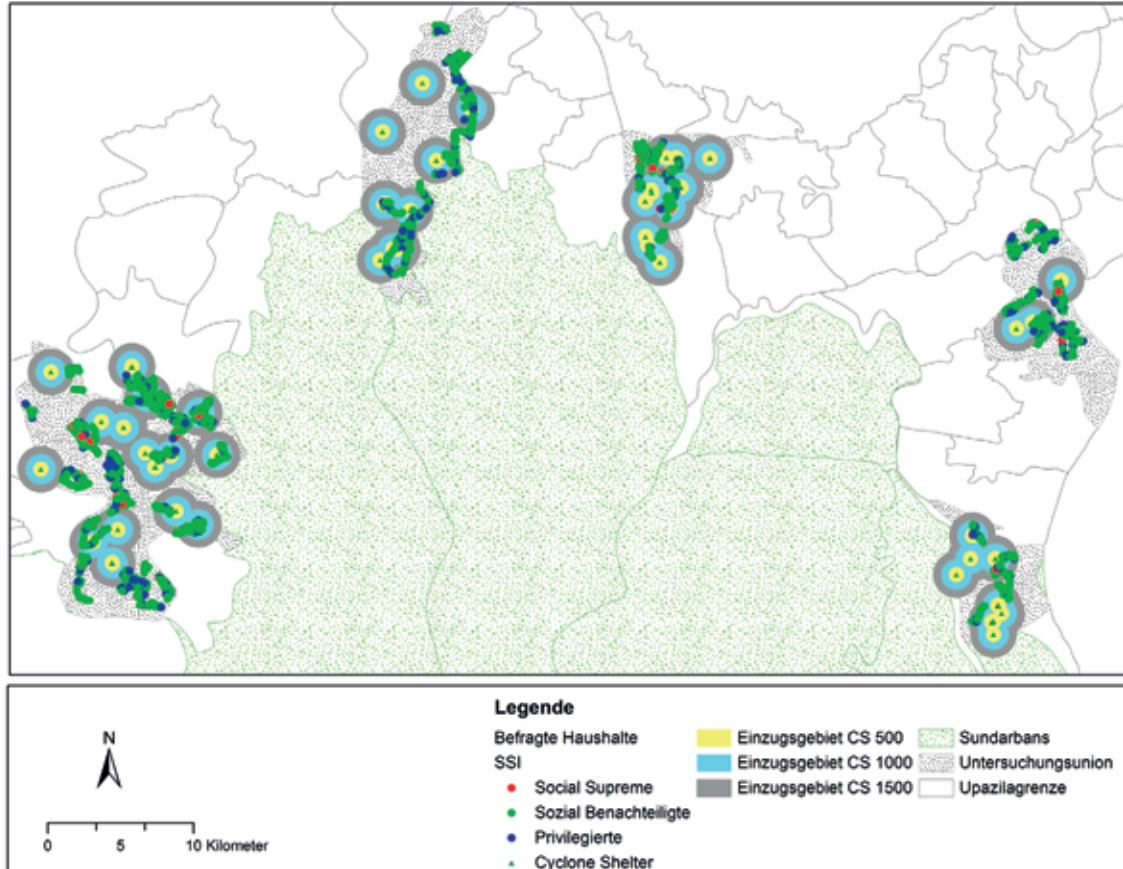 Legende
Befragte Haushalte
SSI
Social Supreme
Sozial Benachteiligte
Privilegierte
Cyclone Shelter
Einzugsgebiet CS 500
Einzugsgebiet CS 1000
Einzugsgebiet CS 1500
Sundarbans
Untersuchungsunion
Upazilagrenze
N
0 5 10 Kilometer